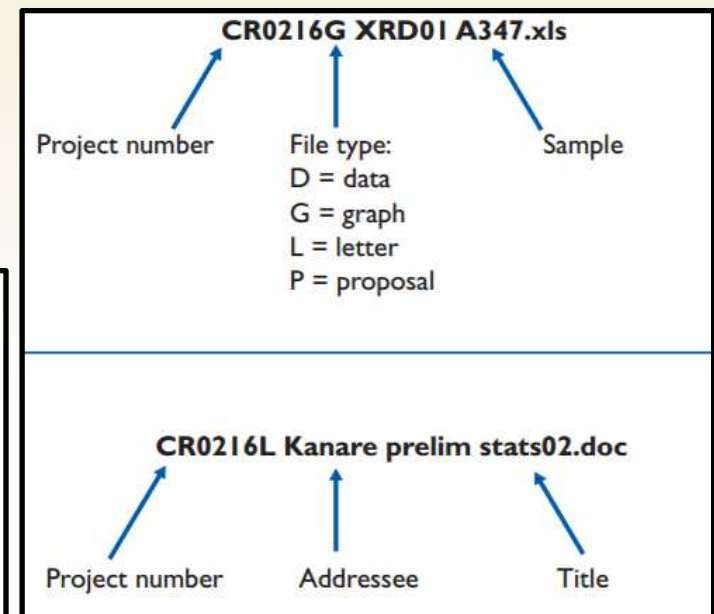 CR0216G XRD01 A347.xls
Project number
File type:
D = data
G = graph
L = letter
P = proposal
Sample
CR0216L Kanare prelim stats02.doc
Project number
Addressee
Title